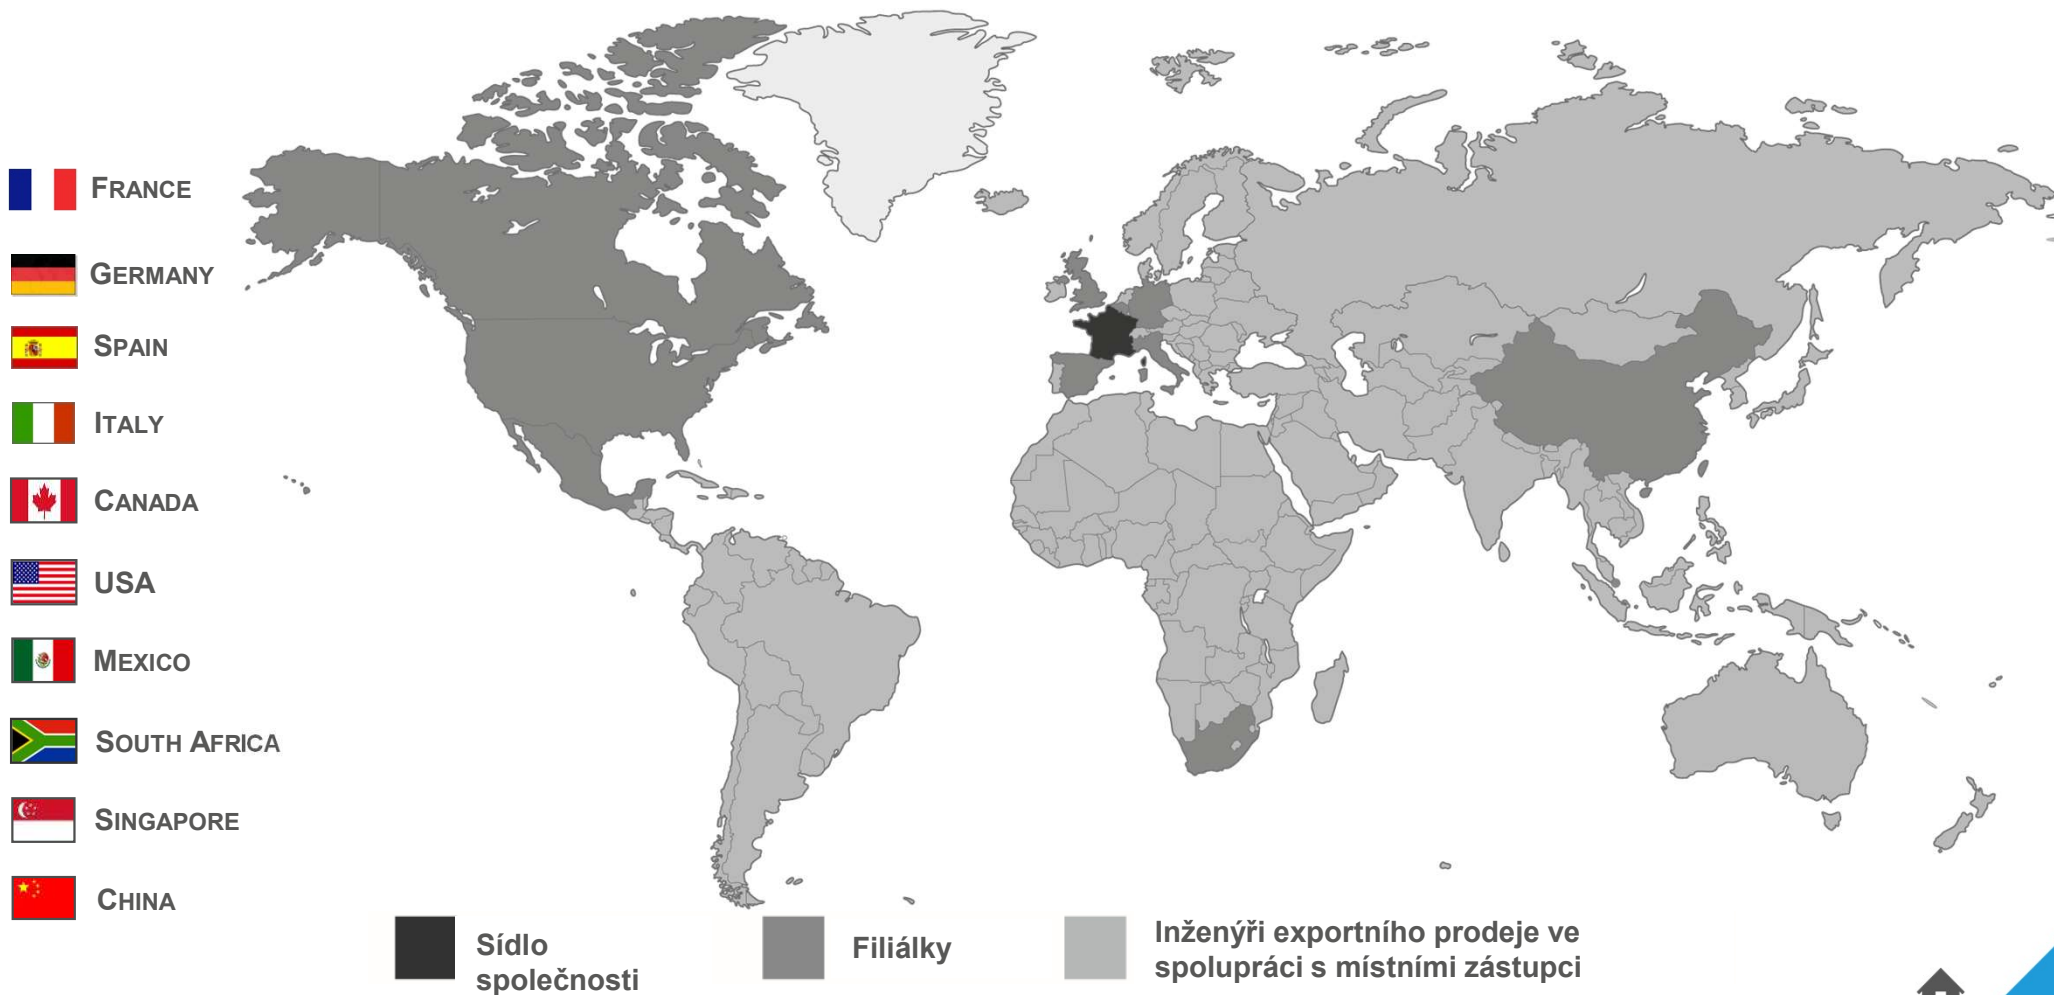 FRANCE
GERMANY
SPAIN
ITALY
CANADA
USA
MEXICO
SOUTH AFRICA
SINGAPORE
CHINA
Sídlo
společnosti
Filiálky
Inženýři exportního prodeje ve
spolupráci s místními zástupci